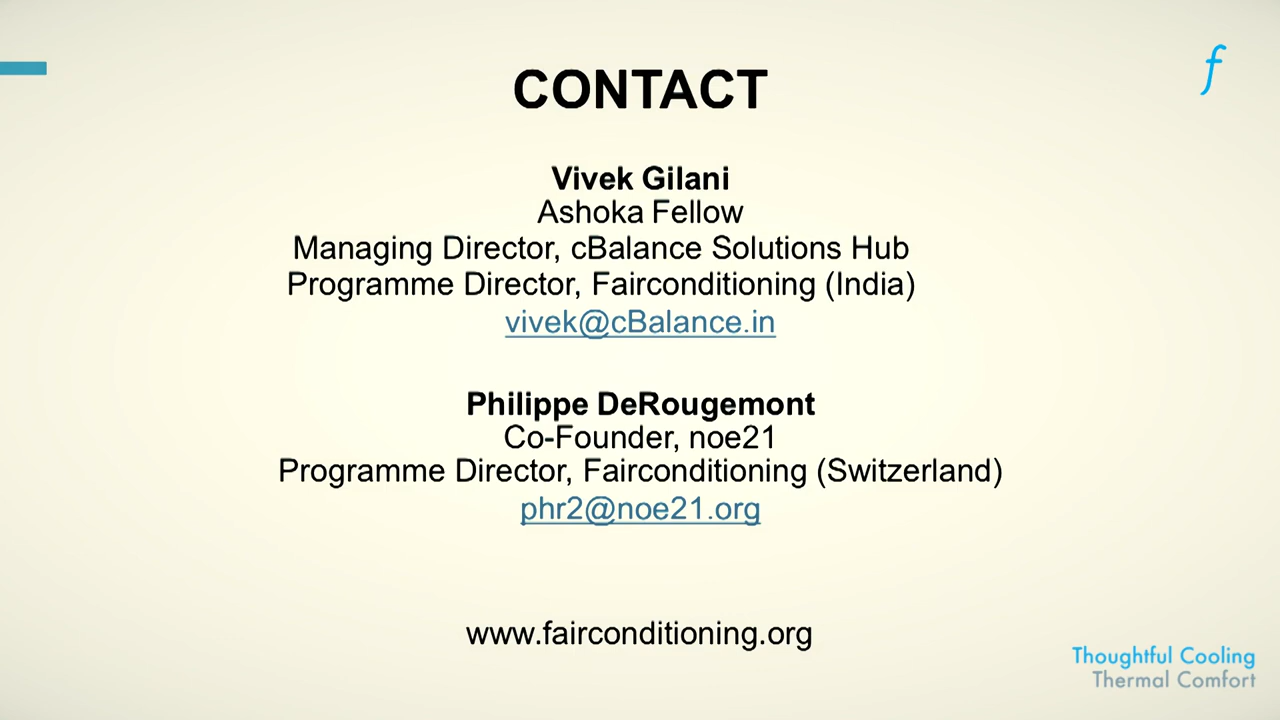 f
CONTACT
Vivek Gilani
Ashoka Fellow
Managing Director, cBalance Solutions Hub
Programme Director, Fairconditioning (India)
vivek@cBalance.in
Philippe DeRougemont
Co-Founder, noe21
Programme Director, Fairconditioning (Switzerland)
phr2@noe21.org
www.fairconditioning.org
Thoughtful Cooling
Thermal Comfort